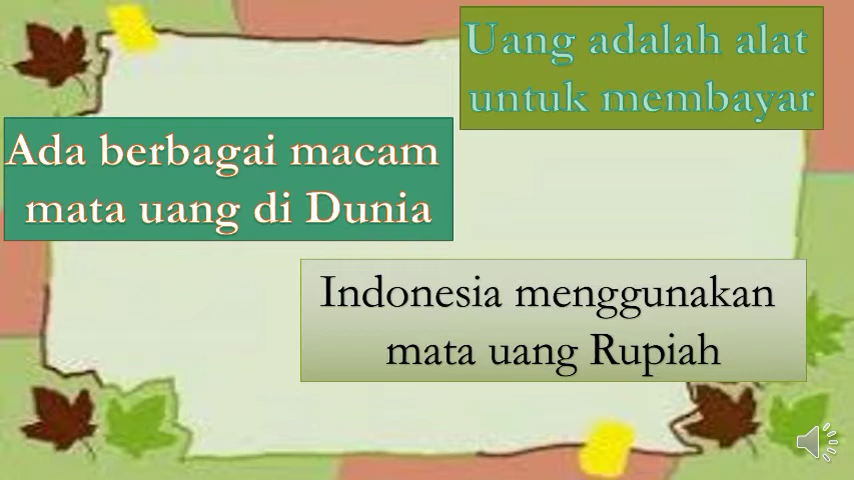 Uang adalah alat
untuk membayar
Ada berbagai macam
mata uang di Dunia
Indonesia menggunakan
mata uang Rupiah